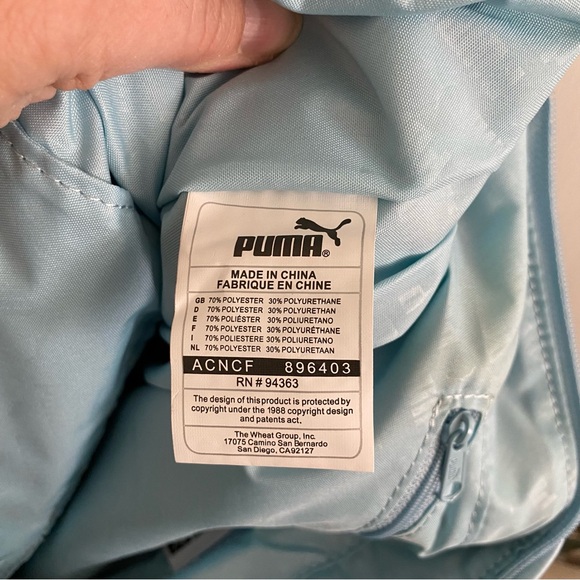 PUMA®
MADE IN CHINA
FABRIQUE EN CHINE
GB 70% POLYESTER 30% POLYURETHANE
D 70% POLYESTER 30% POLYURETHANE
E 70% POLIÉSTER 30% POLIURETANO
F 70% POLYESTER 30% POLYURÉTHANE
I 70% POLIESTERE 30% POLIURETANO
NL 70% POLYESTER 30% POLYURETAAN
ACNCF 896403
RN # 94363
The design of this product is protected by
copyright under the 1988 copyright design
and patents act.
The Wheat Group, Inc.
17075 Camino San Bernardo
San Diego, CA92127